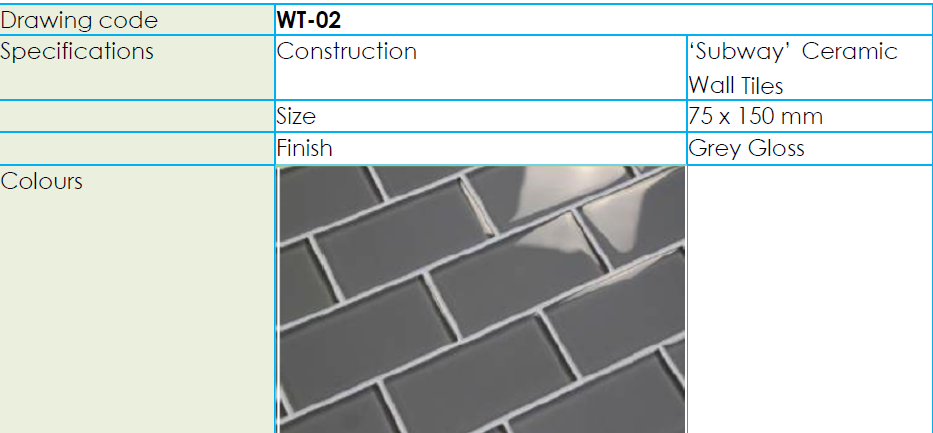 Drawing code WT-02
Specifications Construction ‘Subway’ Ceramic
Wall Tiles
Size 75 x 150 mm
Finish Grey Gloss
Colours